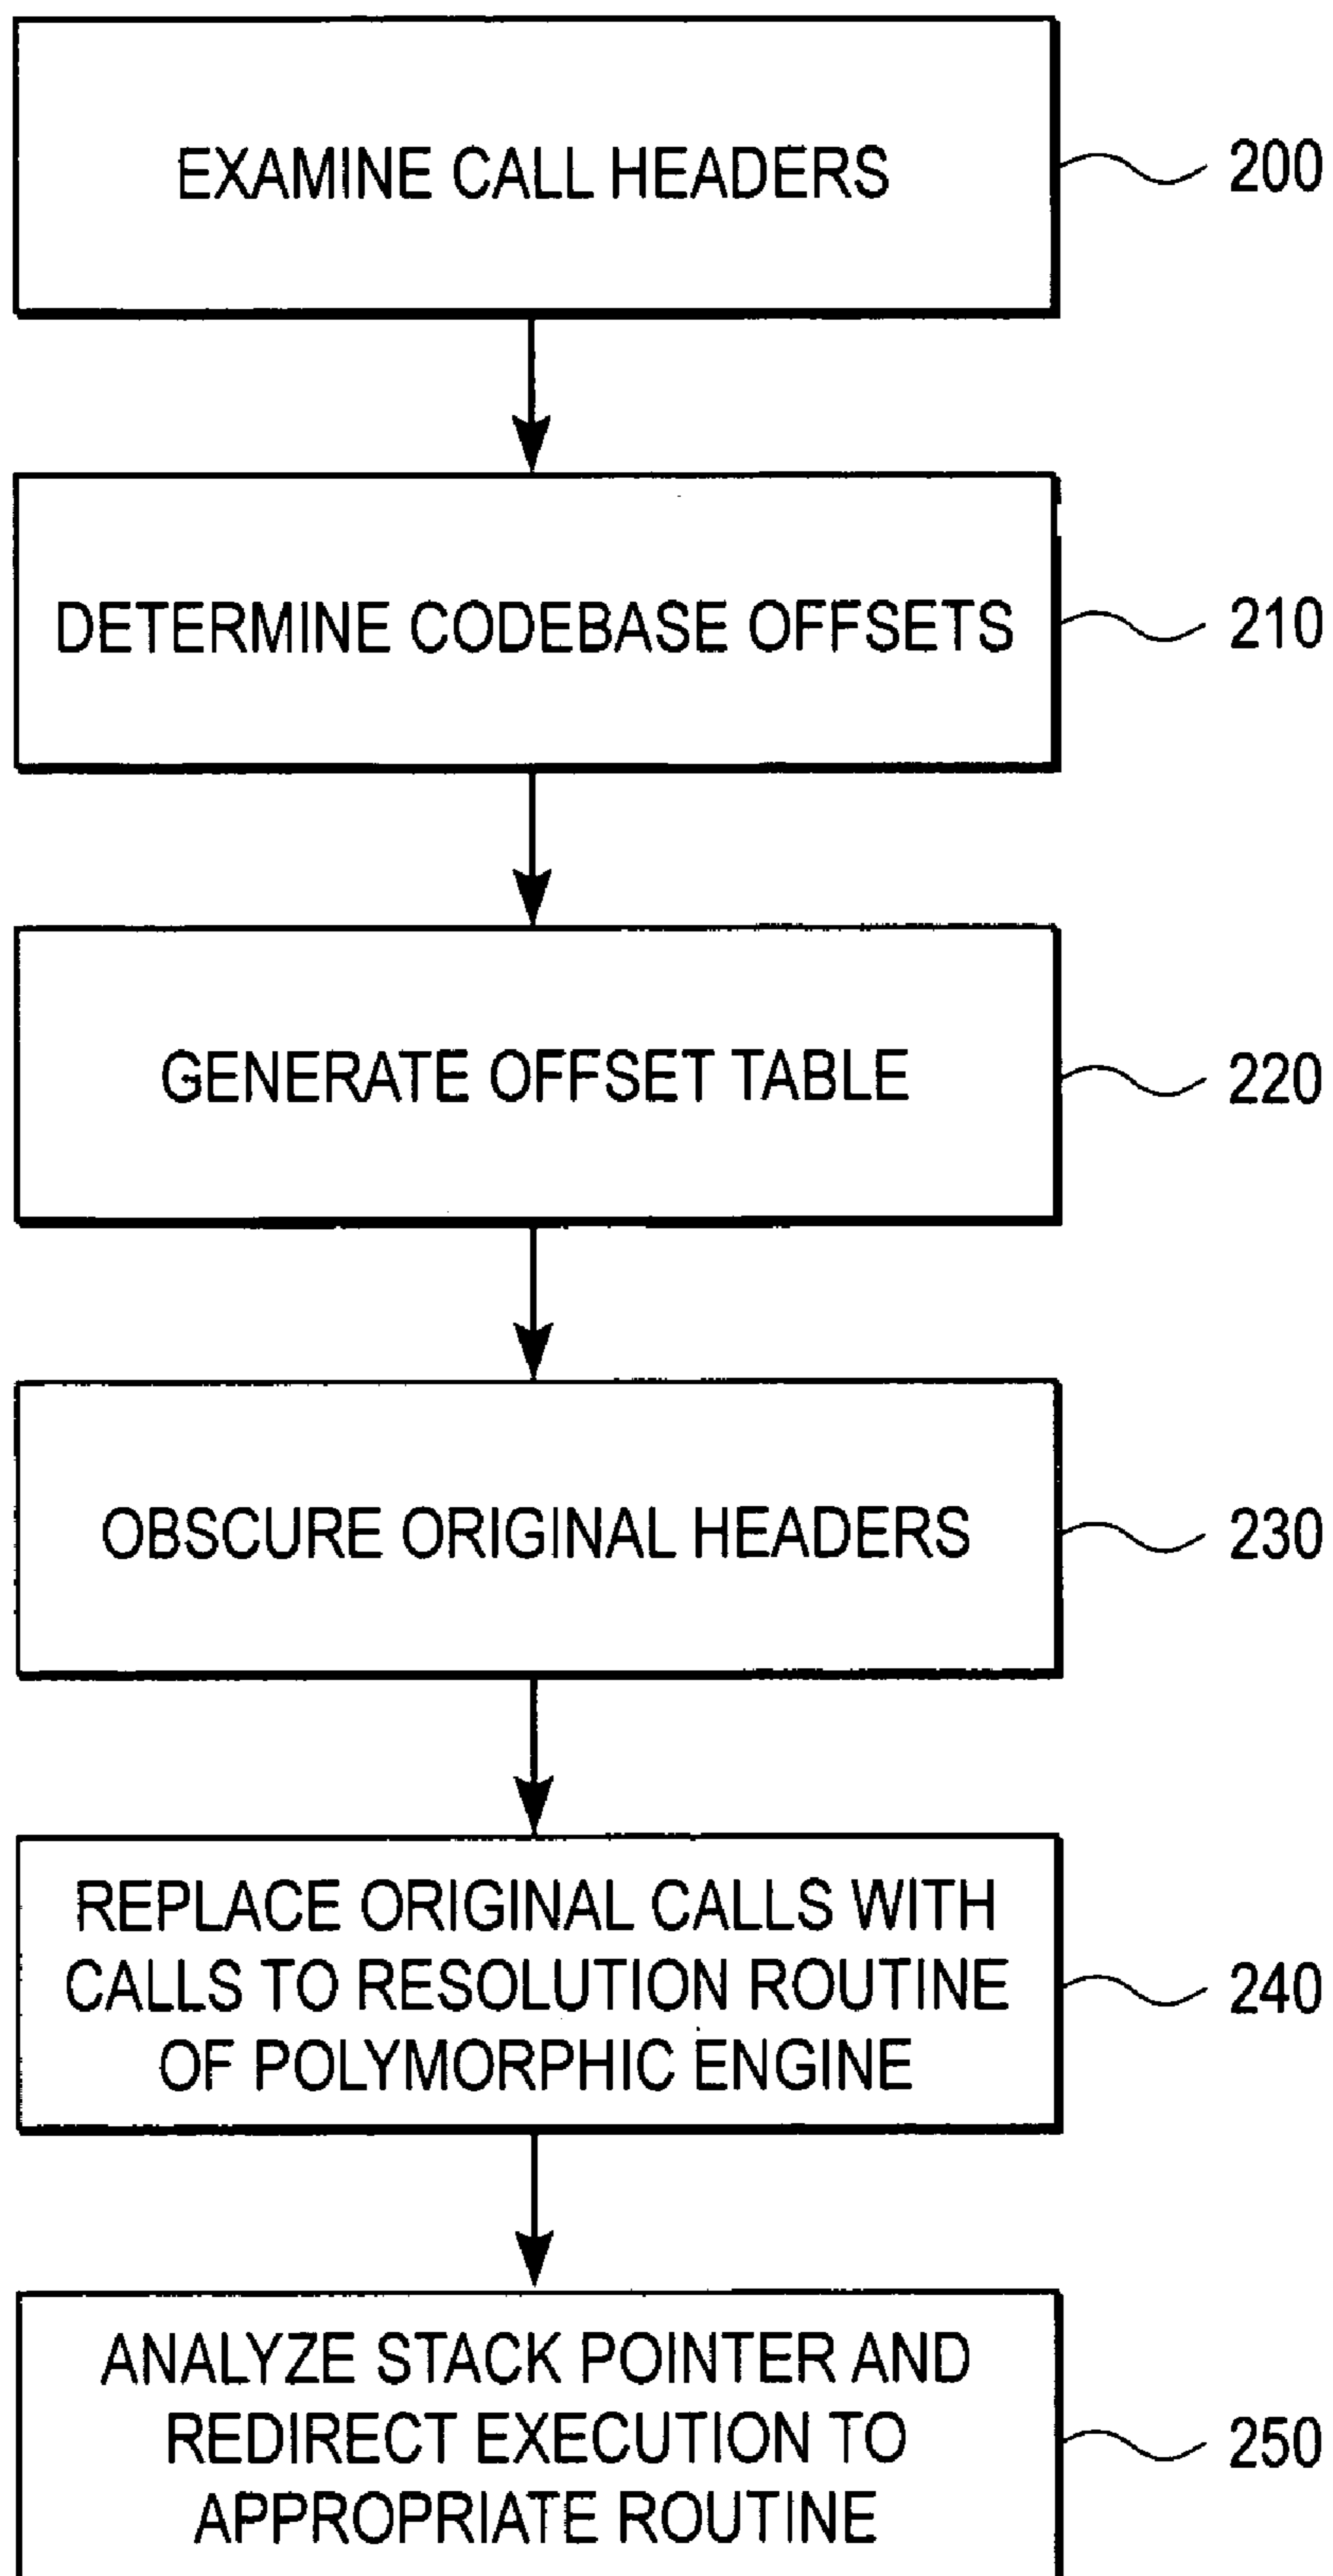 EXAMINE CALL HEADERS
200
DETERMINE CODEBASE OFFSETS
210
GENERATE OFFSET TABLE
220
OBSCURE ORIGINAL HEADERS
230
REPLACE ORIGINAL CALLS WITH
CALLS TO RESOLUTION ROUTINE
OF POLYMORPHIC ENGINE
240
ANALYZE STACK POINTER AND
REDIRECT EXECUTION TO
APPROPRIATE ROUTINE
250